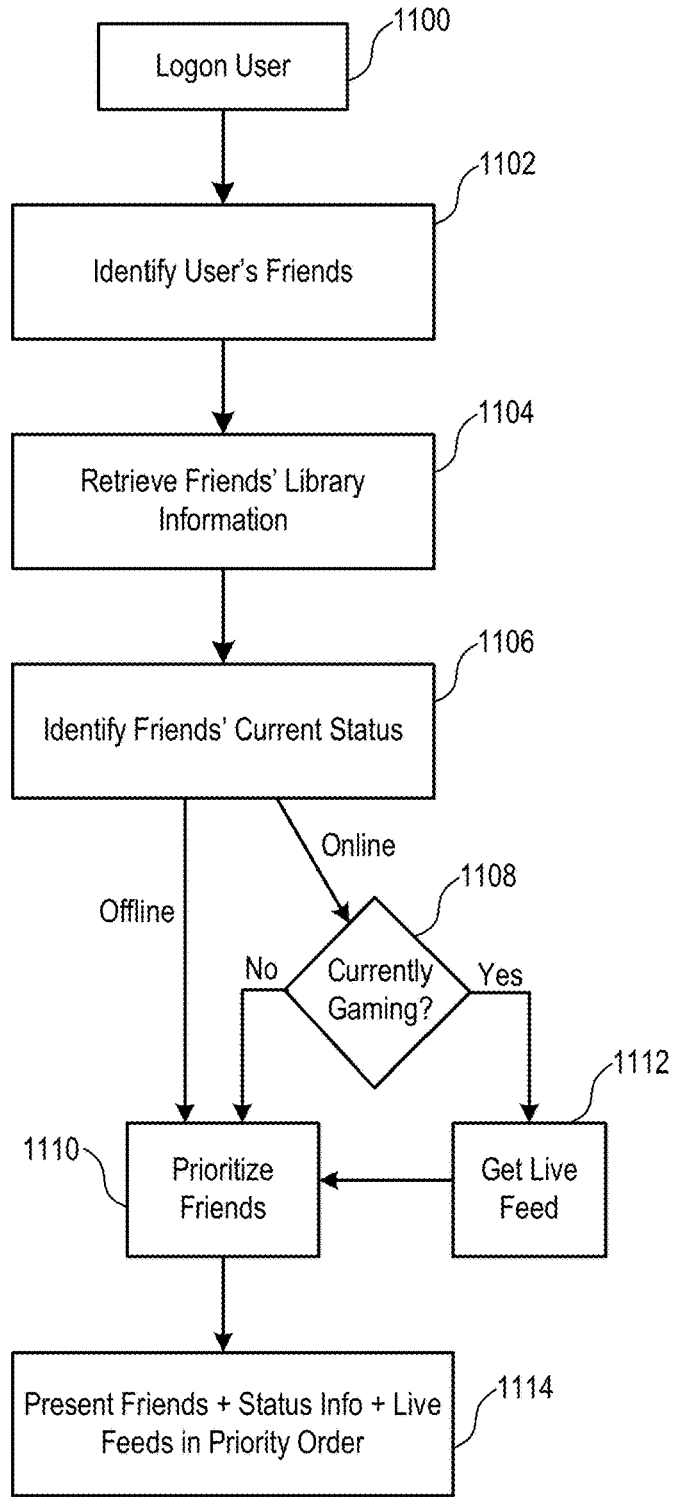 1100
Logon User
1102
Identify User's Friends
1104
Retrieve Friends' Library
Information
1106
Identify Friends' Current Status
Online
Offline
1108
No
Currently
Gaming?
Yes
1112
1110
Prioritize
Friends
Get Live
Feed
Present Friends + Status Info + Live
Feeds in Priority Order
1114